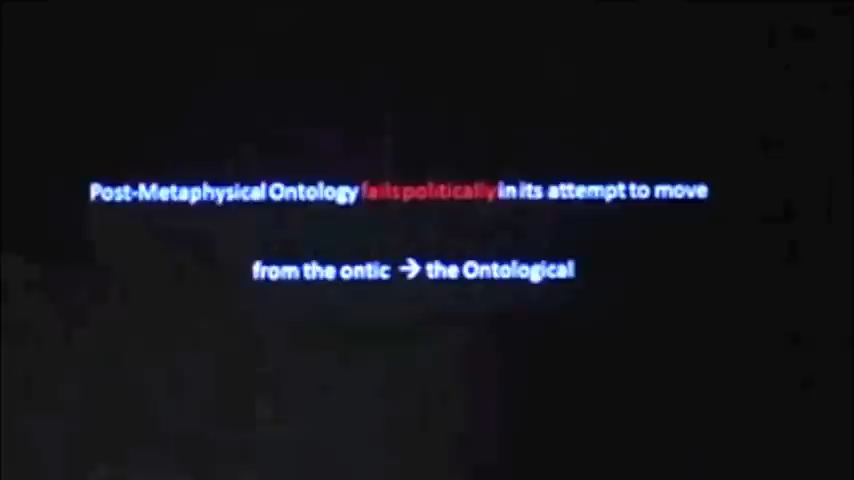 Post-Metaphysical Ontology fails politically in its attempt to move
from the ontic → the Ontological